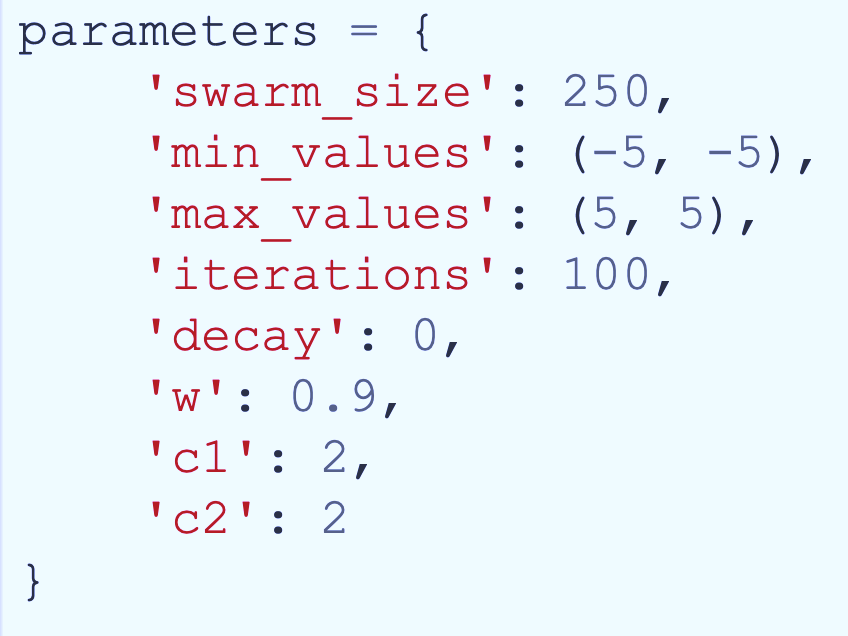 parameters = {
    'swarm_size': 250,
    'min_values': (-5, -5),
    'max_values': (5, 5),
    'iterations': 100,
    'decay': 0,
    'w': 0.9,
    'c1': 2,
    'c2': 2
}